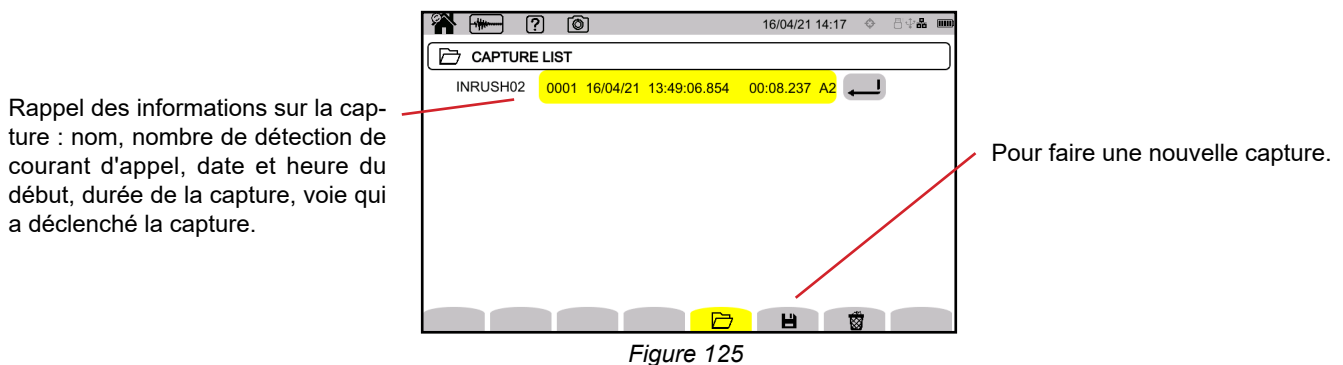 ?
16/04/21 14:17
CAPTURE LIST
INRUSH02 0001 16/04/21 13:49:06.854 00:08.237 A2
Rappel des informations sur la cap-
ture : nom, nombre de détection de
courant d'appel, date et heure du
début, durée de la capture, voie qui
a déclenché la capture.
Pour faire une nouvelle capture.
Figure 125